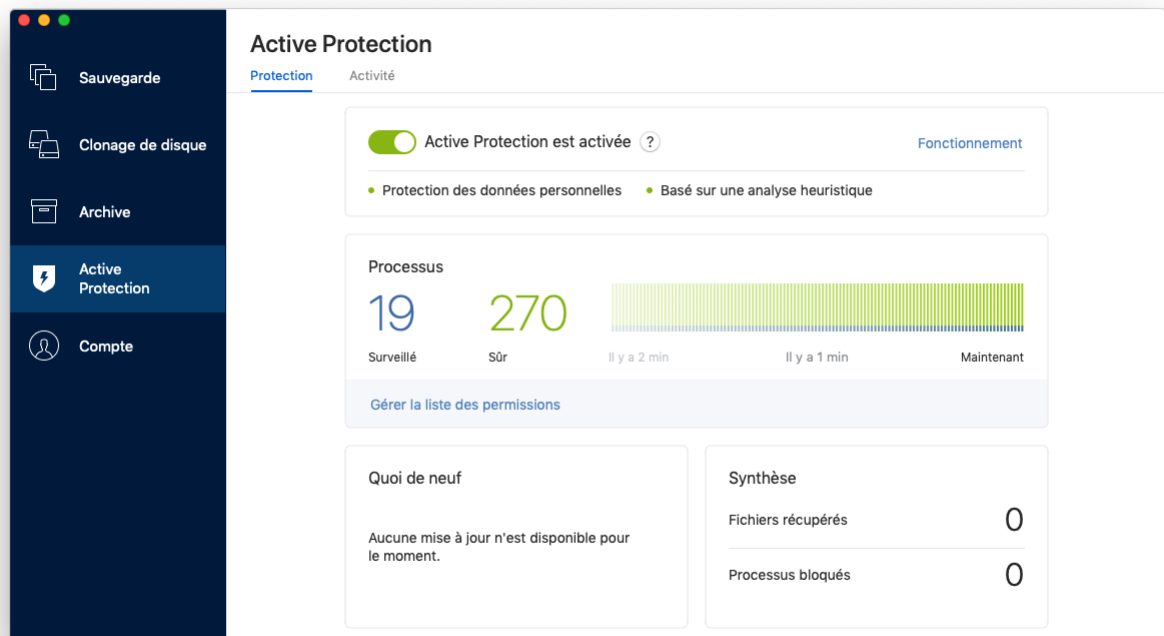 Sauvegarde
Clonage de disque
Archive
Active
Protection
Compte
Active Protection
Protection Activité
Active Protection est activée ?
Fonctionnement
Protection des données personnelles
Basé sur une analyse heuristique
Processus
19 270
Surveillé Sûr Il y a 2 min Il y a 1 min Maintenant
Gérer la liste des permissions
Quoi de neuf
Aucune mise à jour n'est disponible pour
le moment.
Synthèse
Fichiers récupérés 0
Processus bloqués 0